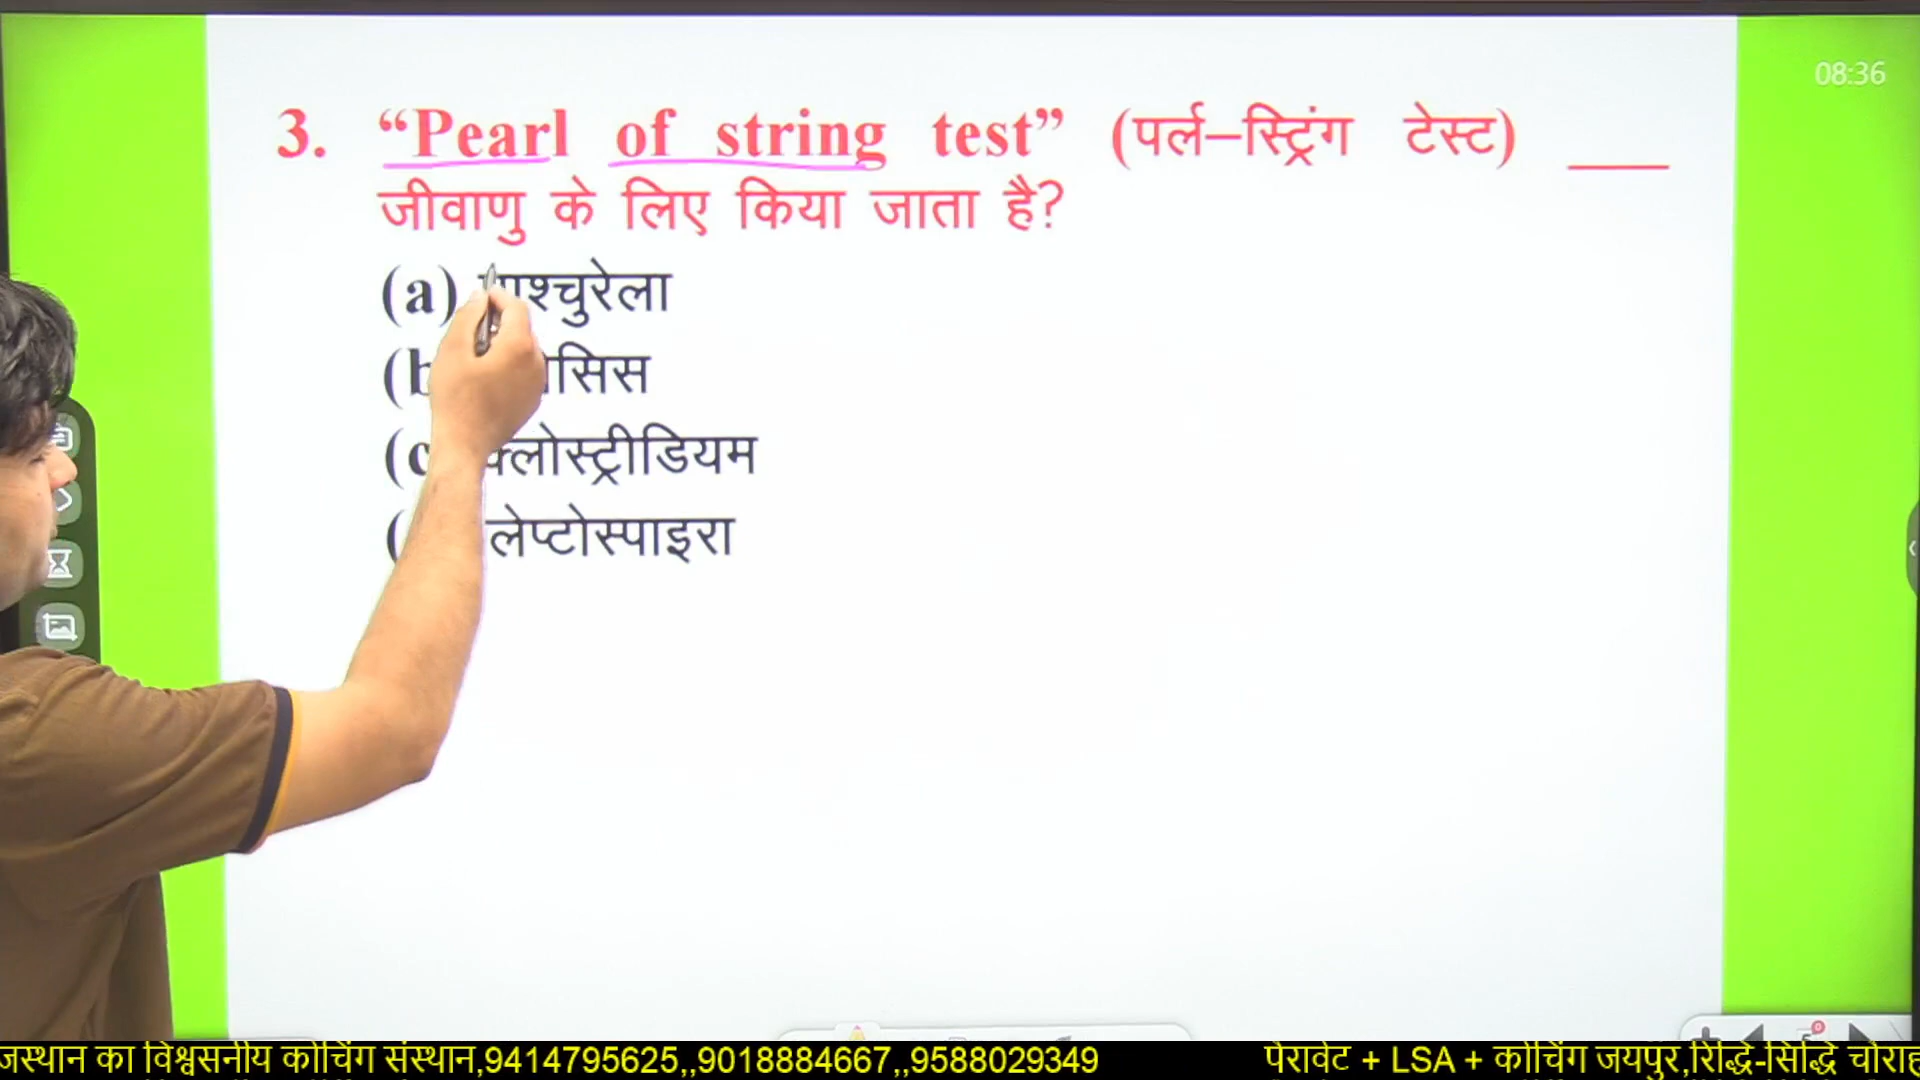 08:36
3. “Pearl of string test” (पर्ल–स्ट्रिंग टेस्ट) ___
जीवाणु के लिए किया जाता है?
(a)
(b
(c क्लोस्ट्रीडियम
( लेप्टोस्पाइरा
जस्थान का विश्वसनीय कोचिंग संस्थान,9414795625,,9018884667,,9588029349 पैरावेट + LSA + कोचिंग जयपुर,रिद्धि-सिद्धि चौराह